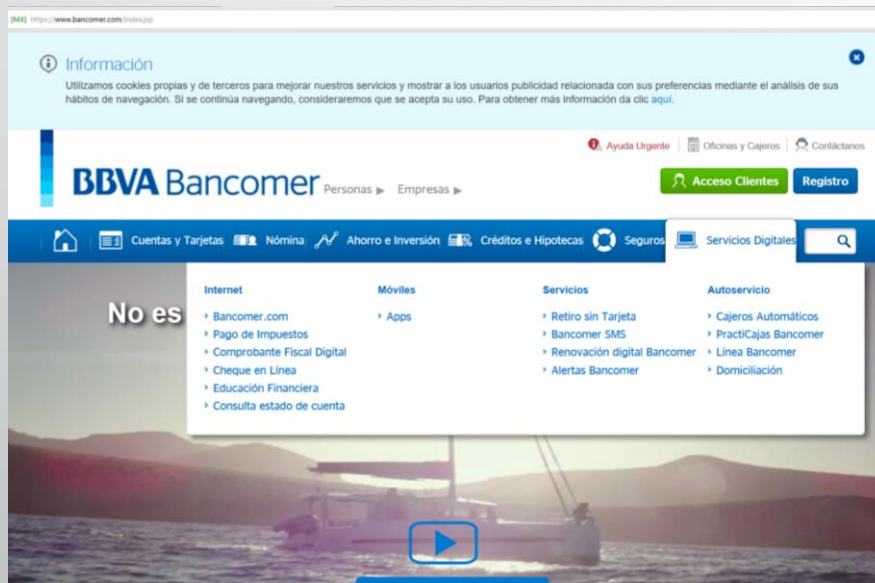 [MX] https://www.bancomer.com/index.jsp
Información
Utilizamos cookies propias y de terceros para mejorar nuestros servicios y mostrar a los usuarios publicidad relacionada con sus preferencias mediante el análisis de sus
hábitos de navegación. Si se continúa navegando, consideraremos que se acepta su uso. Para obtener más información da clic aquí.
Ayuda Urgente
Oficinas y Cajeros
Contáctanos
BBVA Bancomer
Personas
Empresas
Acceso Clientes
Registro
Cuentas y Tarjetas
Nómina
Ahorro e Inversión
Créditos e Hipotecas
Seguros
Servicios Digitales
No es
Internet
Bancomer.com
Pago de Impuestos
Comprobante Fiscal Digital
Cheque en Línea
Educación Financiera
Consulta estado de cuenta
Móviles
Apps
Servicios
Retiro sin Tarjeta
Bancomer SMS
Renovación digital Bancomer
Alertas Bancomer
Autoservicio
Cajeros Automáticos
PractiCajas Bancomer
Línea Bancomer
Domiciliación